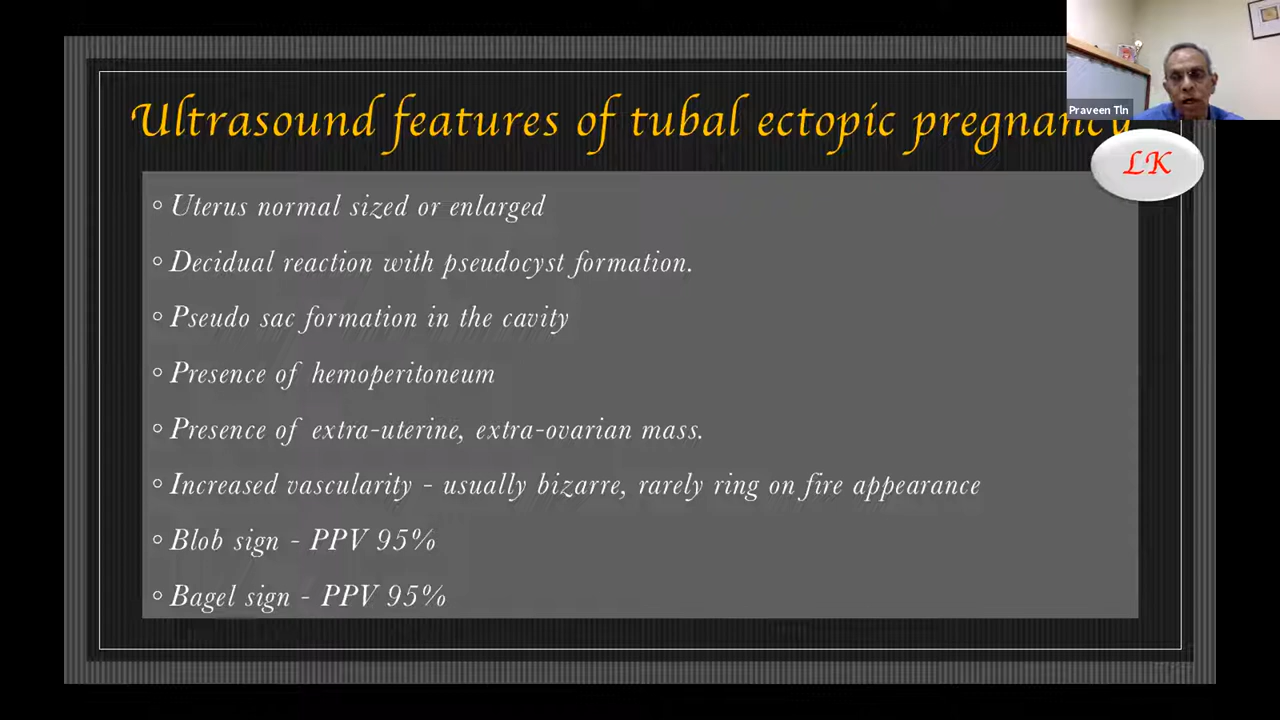 Ultrasound features of tubal ectopic pregnancy
Praveen Tln
LK
◦ Uterus normal sized or enlarged
◦ Decidual reaction with pseudocyst formation.
◦ Pseudo sac formation in the cavity
◦ Presence of hemoperitoneum
◦ Presence of extra-uterine, extra-ovarian mass.
◦ Increased vascularity - usually bizarre, rarely ring on fire appearance
◦ Blob sign - PPV 95%
◦ Bagel sign - PPV 95%